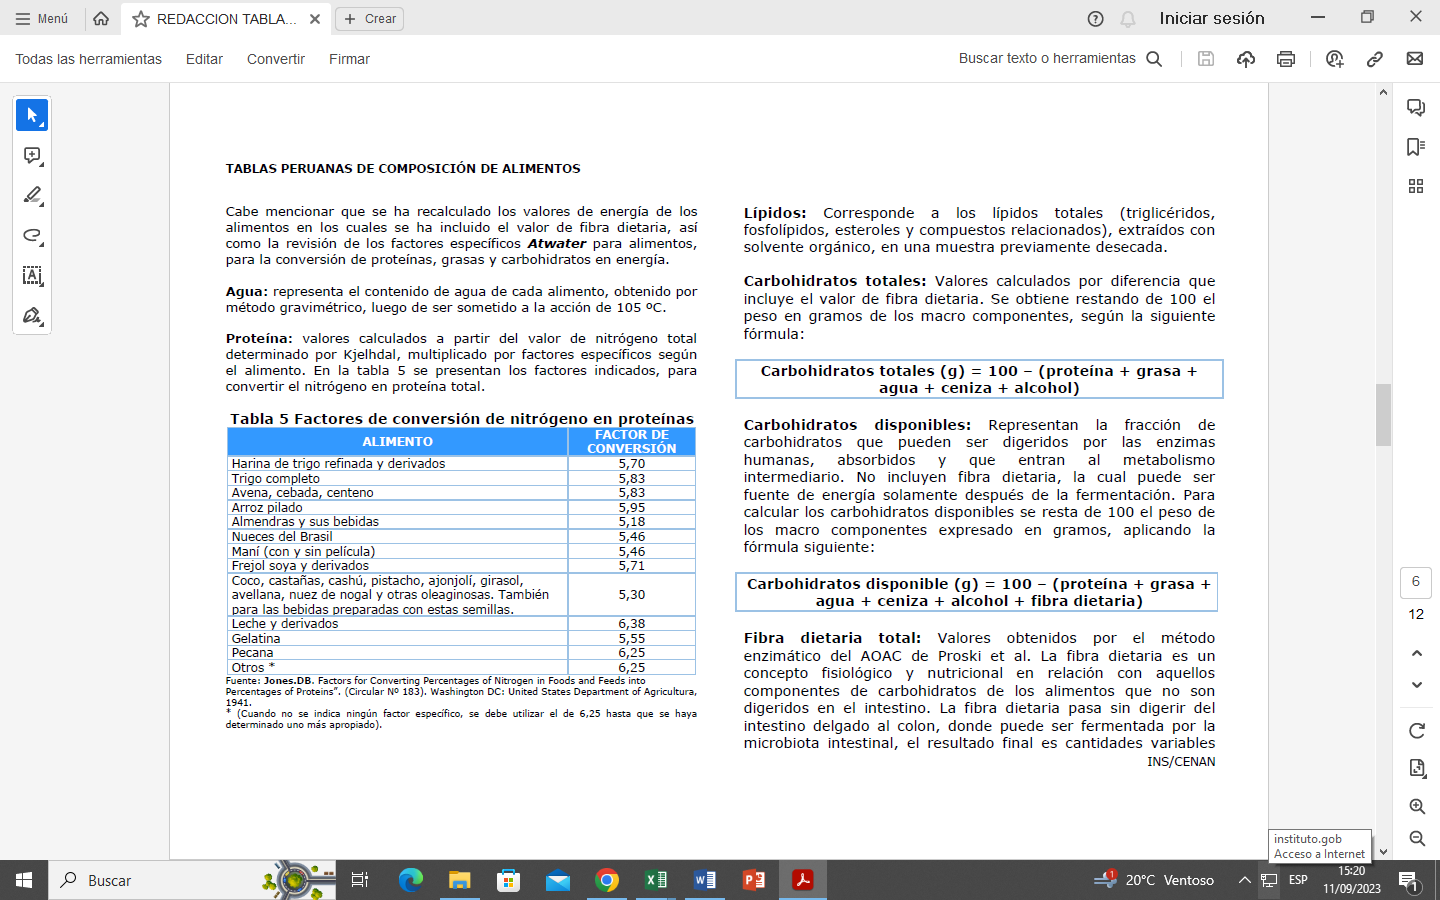 Menú
REDACCION TABLA...
Crear
Iniciar sesión
Todas las herramientas
Editar
Convertir
Firmar
Buscar texto o herramientas
TABLAS PERUANAS DE COMPOSICIÓN DE ALIMENTOS
Cabe mencionar que se ha recalculado los valores de energía de los
alimentos en los cuales se ha incluido el valor de fibra dietaria, así
como la revisión de los factores específicos Atwater para alimentos,
para la conversión de proteínas, grasas y carbohidratos en energía.
Agua: representa el contenido de agua de cada alimento, obtenido por
método gravimétrico, luego de ser sometido a la acción de 105 ºC.
Proteína: valores calculados a partir del valor de nitrógeno total
determinado por Kjelhdal, multiplicado por factores específicos según
el alimento. En la tabla 5 se presentan los factores indicados, para
convertir el nitrógeno en proteína total.
Tabla 5 Factores de conversión de nitrógeno en proteínas
ALIMENTO
FACTOR DE
CONVERSIÓN
Harina de trigo refinada y derivados 5,70
Trigo completo 5,83
Avena, cebada, centeno 5,83
Arroz pilado 5,95
Almendras y sus bebidas 5,18
Nueces del Brasil 5,46
Maní (con y sin película) 5,46
Frejol soya y derivados 5,71
Coco, castañas, cashú, pistacho, ajonjolí, girasol,
avellana, nuez de nogal y otras oleaginosas. También 5,30
para las bebidas preparadas con estas semillas.
Leche y derivados 6,38
Gelatina 5,55
Pecana 6,25
Otros * 6,25
Fuente: Jones.DB. Factors for Converting Percentages of Nitrogen in Foods and Feeds into
Percentages of Proteins”. (Circular Nº 183). Washington DC: United States Department of Agricultura,
1941.
* (Cuando no se indica ningún factor específico, se debe utilizar el de 6,25 hasta que se haya
determinado uno más apropiado).
Lípidos: Corresponde a los lípidos totales (triglicéridos,
fosfolípidos, esteroles y compuestos relacionados), extraídos con
solvente orgánico, en una muestra previamente desecada.
Carbohidratos totales: Valores calculados por diferencia que
incluye el valor de fibra dietaria. Se obtiene restando de 100 el
peso en gramos de los macro componentes, según la siguiente
fórmula:
Carbohidratos totales (g) = 100 – (proteína + grasa +
agua + ceniza + alcohol)
Carbohidratos disponibles: Representan la fracción de
carbohidratos que pueden ser digeridos por las enzimas
humanas, absorbidos y que entran al metabolismo
intermediario. No incluyen fibra dietaria, la cual puede ser
fuente de energía solamente después de la fermentación. Para
calcular los carbohidratos disponibles se resta de 100 el peso de
los macro componentes expresado en gramos, aplicando la
fórmula siguiente:
Carbohidratos disponible (g) = 100 – (proteína + grasa +
agua + ceniza + alcohol + fibra dietaria)
Fibra dietaria total: Valores obtenidos por el método
enzimático del AOAC de Proski et al. La fibra dietaria es un
concepto fisiológico y nutricional en relación con aquellos
componentes de carbohidratos de los alimentos que no son
digeridos en el intestino. La fibra dietaria pasa sin digerir del
intestino delgado al colon, donde puede ser fermentada por la
microbiota intestinal, el resultado final es cantidades variables
INS/CENAN
6
12
instituto.gob
Acceso a Internet
Buscar
1
20°C Ventoso
ESP
15:20
11/09/2023
1